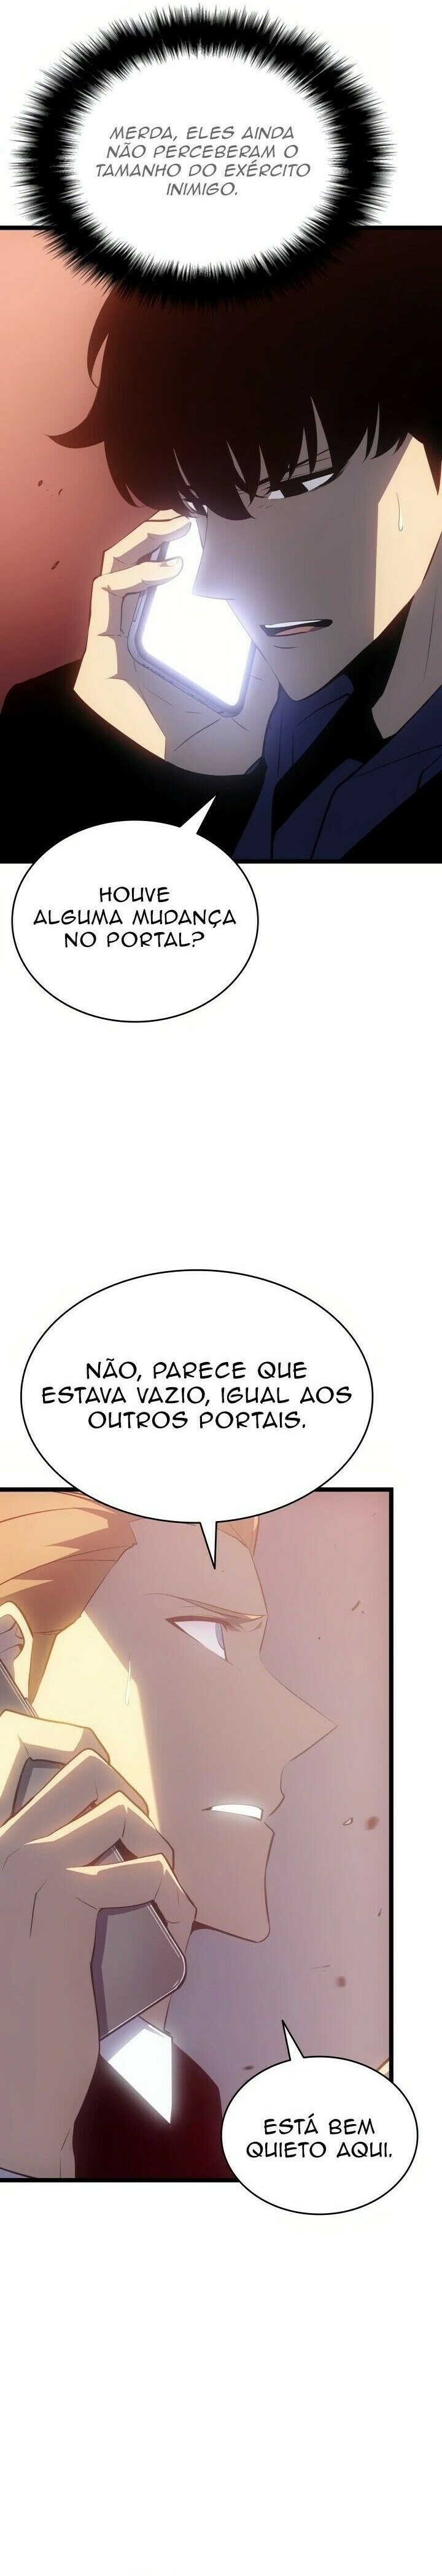 MERDA, ELES AINDA
NÃO PERCEBERAM O
TAMANHO DO EXÉRCITO
INIMIGO.
HOUVE
ALGUMA MUDANÇA
NO PORTAL?
NÃO, PARECE QUE
ESTAVA VAZIO, IGUAL AOS
OUTROS PORTAIS.
ESTÁ BEM
QUIETO AQUI.